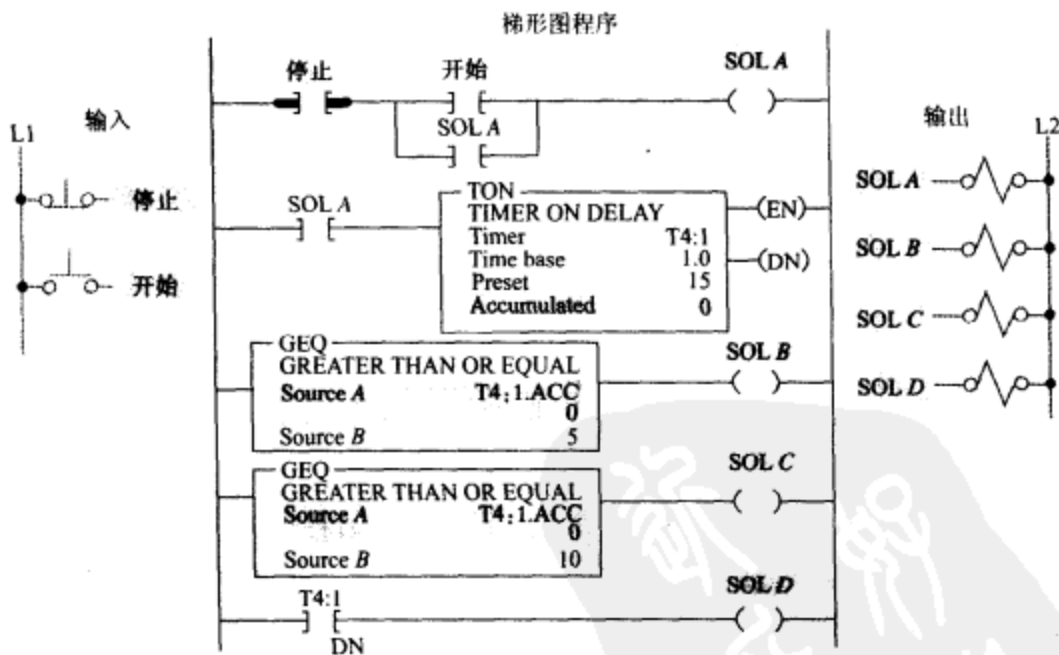 梯形图程序
停止
开始
SOL A
SOL A
输入
L1
停止
开始
输出
L2
SOL A
SOL B
SOL C
SOL D
SOL A
TON
TIMER ON DELAY
Timer T4:1
Time base 1.0
Preset 15
Accumulated 0
(EN)
(DN)
GEQ
GREATER THAN OR EQUAL
Source A T4:1.ACC
0
Source B 5
SOL B
GEQ
GREATER THAN OR EQUAL
Source A T4:1.ACC
0
Source B 10
SOL C
T4:1
DN
SOL D